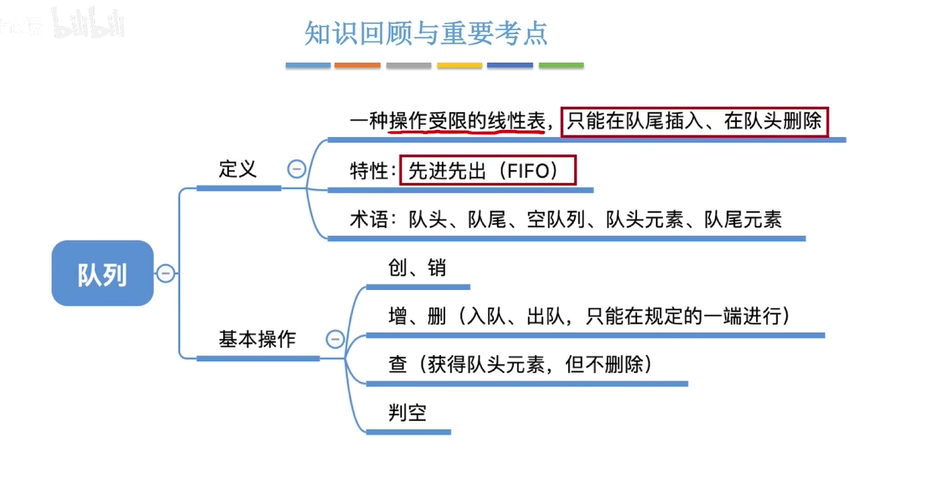 bilibili
知识回顾与重要考点
一种操作受限的线性表，只能在队尾插入、在队头删除
定义
特性：先进先出（FIFO）
术语：队头、队尾、空队列、队头元素、队尾元素
队列
创、销
增、删（入队、出队，只能在规定的一端进行）
基本操作
查（获得队头元素，但不删除）
判空